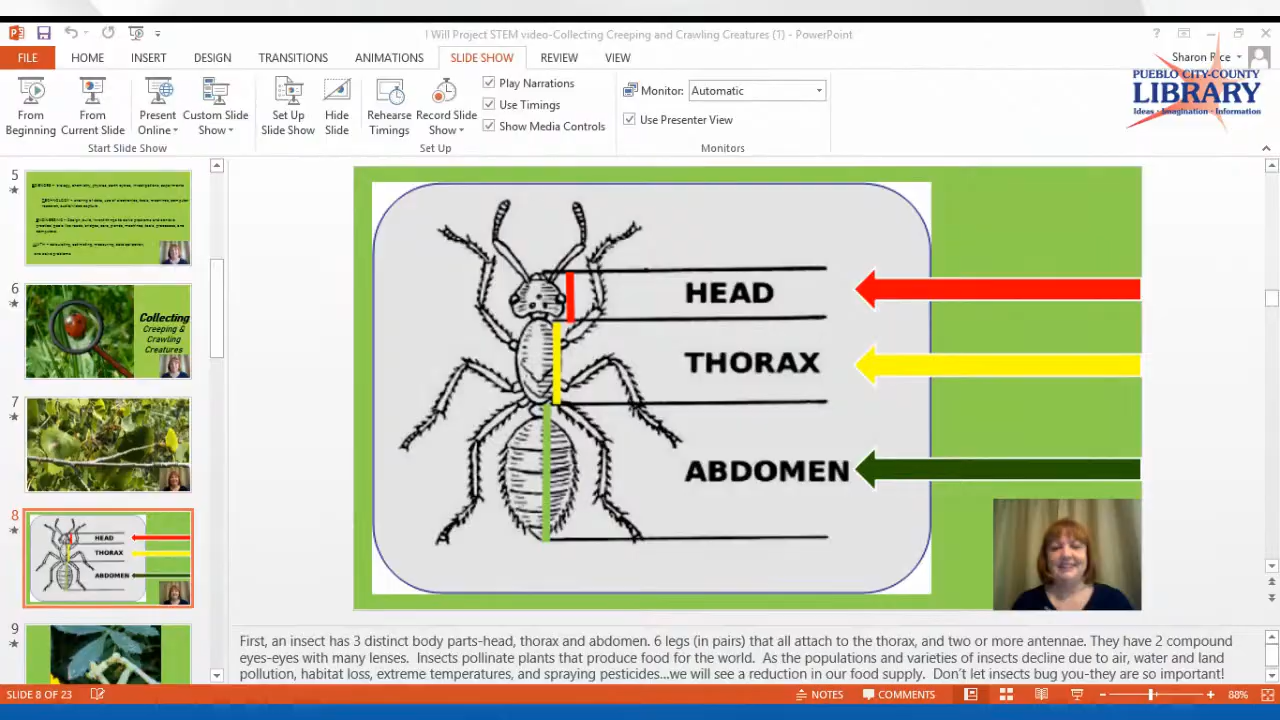 I Will Project STEM video-Collecting Creeping and Crawling Creatures (7) - PowerPoint
FILE HOME INSERT DESIGN TRANSITIONS ANIMATIONS SLIDE SHOW REVIEW VIEW
Sharon Rice
PUEBLO CITY-COUNTY
LIBRARY
Ideas · Imagination · Information
From Beginning
From Current Slide
Present Online
Custom Slide Show
Set Up Slide Show
Hide Slide
Rehearse Timings
Record Slide Show
Play Narrations
Use Timings
Show Media Controls
Monitor: Automatic
Use Presenter View
Start Slide Show
Set Up
Monitors
5
6
Collecting
Creeping &
Crawling
Creatures
7
8
HEAD
THORAX
ABDOMEN
9
HEAD
THORAX
ABDOMEN
First, an insect has 3 distinct body parts-head, thorax and abdomen. 6 legs (in pairs) that all attach to the thorax, and two or more antennae. They have 2 compound
eyes-eyes with many lenses. Insects pollinate plants that produce food for the world. As the populations and varieties of insects decline due to air, water and land
pollution, habitat loss, extreme temperatures, and spraying pesticides...we will see a reduction in our food supply. Don't let insects bug you-they are so important!
SLIDE 8 OF 23
NOTES
COMMENTS
88%